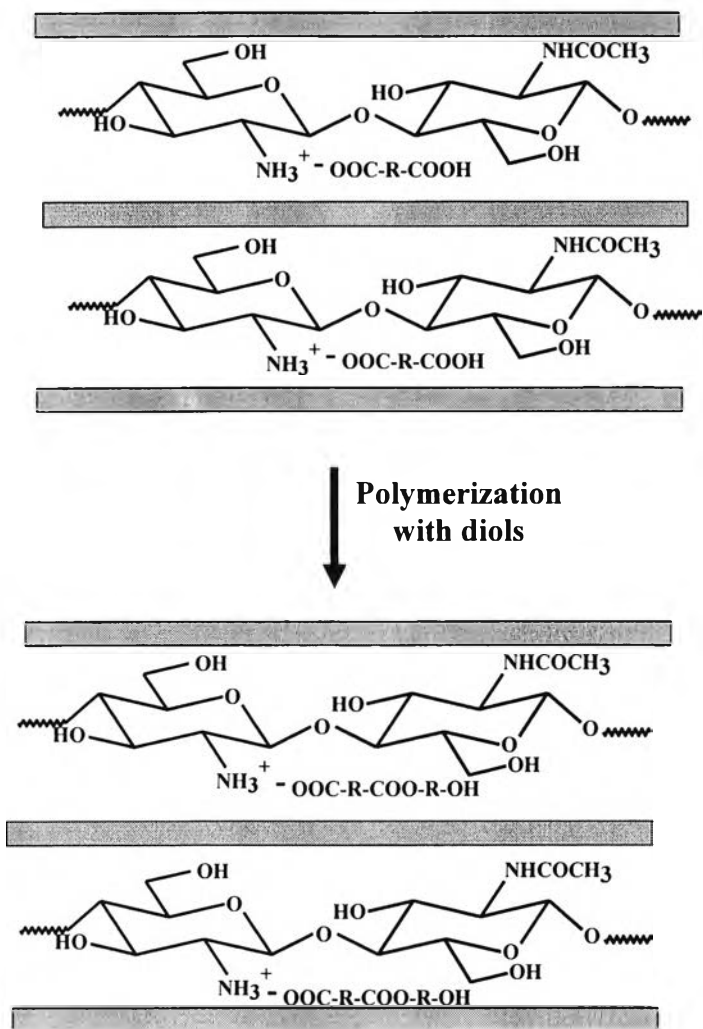 OH
NHCOCH3
O
HO
O
O
HO
O
OH
NH3 + - OOC-R-COOH
OH
NHCOCH3
O
HO
O
O
HO
O
OH
NH3 + - OOC-R-COOH
Polymerization
with diols
OH
NHCOCH3
O
HO
O
O
HO
O
OH
NH3 + - OOC-R-COO-R-OH
OH
NHCOCH3
O
HO
O
O
HO
O
OH
NH3 + - OOC-R-COO-R-OH